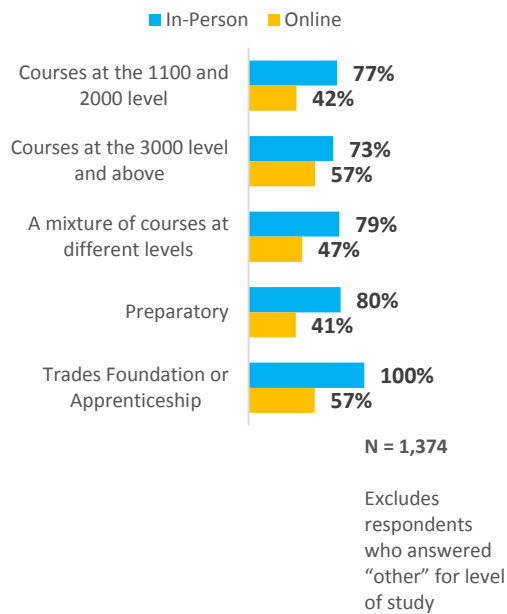 In-Person Online
Courses at the 1100 and
2000 level
77%
42%
Courses at the 3000 level
and above
73%
57%
A mixture of courses at
different levels
79%
47%
Preparatory
80%
41%
Trades Foundation or
Apprenticeship
100%
57%
N = 1,374
Excludes
respondents
who answered
“other” for level
of study